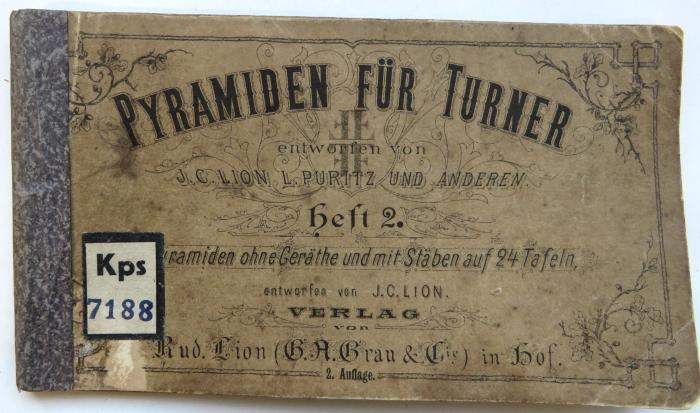 PYRAMIDEN FÜR TURNER
entworfen von
J.C. LION L. PURITZ UND ANDEREN.
Heft 2.
yramiden ohne Geräthe und mit Stäben auf 24 Tafeln,
entworfen von J.C. LION.
VERLAG
von
Rud. Lion (G.A. Grau & Cie) in Hof.
2. Auflage.
Kps
7188